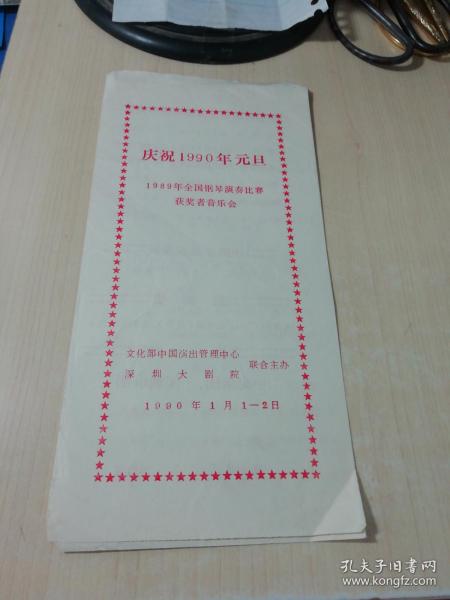 庆祝1990年元旦
1989年全国钢琴演奏比赛
获奖者音乐会
文化部中国演出管理中心
深圳大剧院
联合主办
1990年1月1—2日
孔夫子旧书网
www.kongfz.com